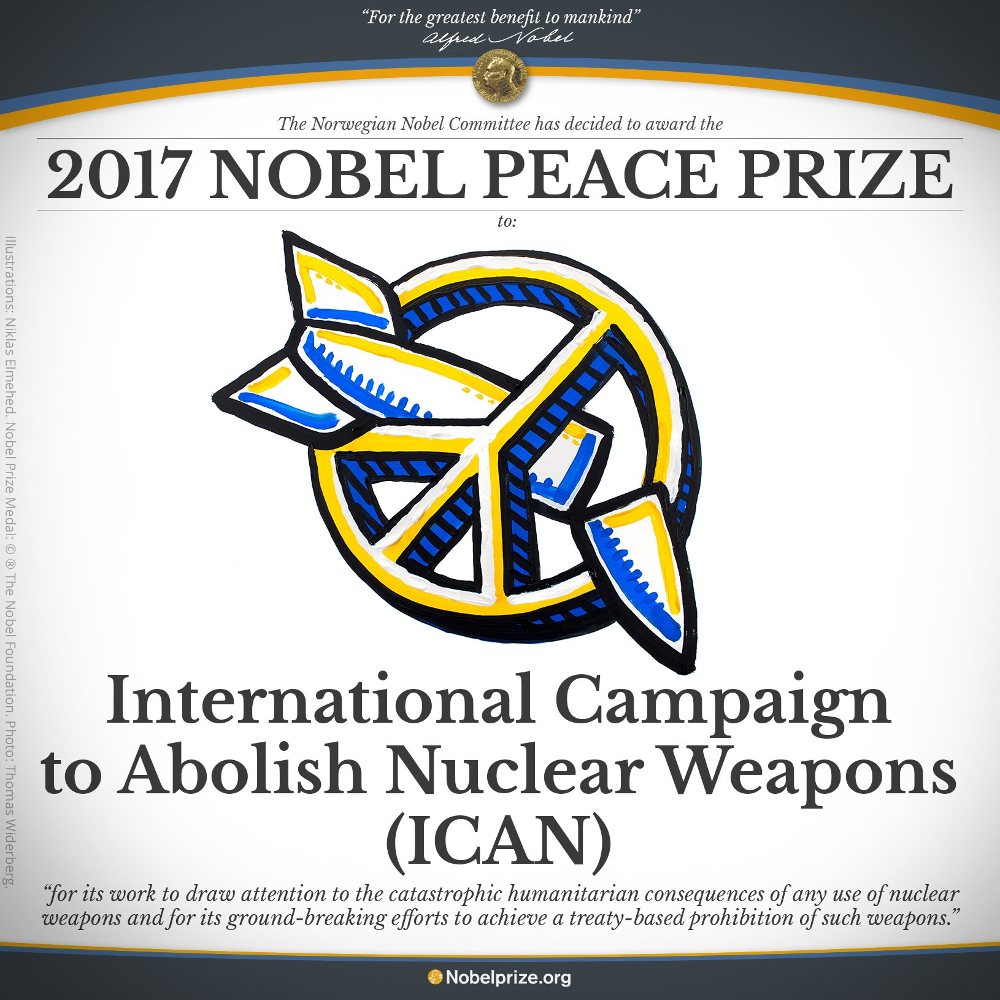 “For the greatest benefit to mankind”
Alfred Nobel
The Norwegian Nobel Committee has decided to award the
2017 NOBEL PEACE PRIZE
to:
International Campaign
to Abolish Nuclear Weapons
(ICAN)
“for its work to draw attention to the catastrophic humanitarian consequences of any use of nuclear
weapons and for its ground-breaking efforts to achieve a treaty-based prohibition of such weapons.”
Nobelprize.org
Illustrations: Niklas Elmehed. Nobel Prize Medal: © ® The Nobel Foundation. Photo: Thomas Widerberg.